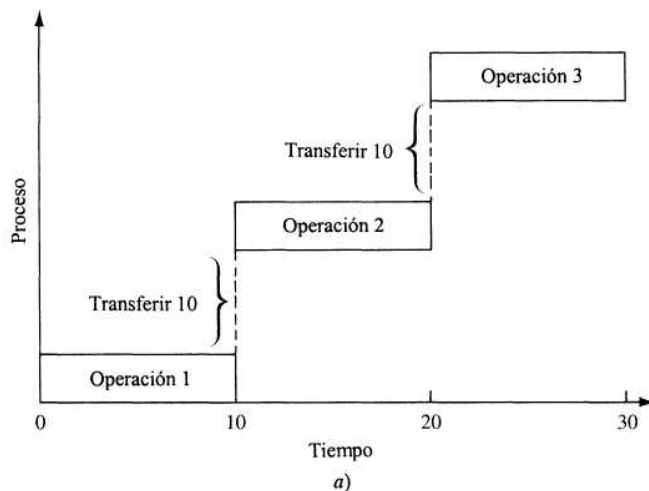 Operación 3
Transferir 10
Operación 2
Transferir 10
Operación 1
Proceso
0 10 20 30
Tiempo
a)